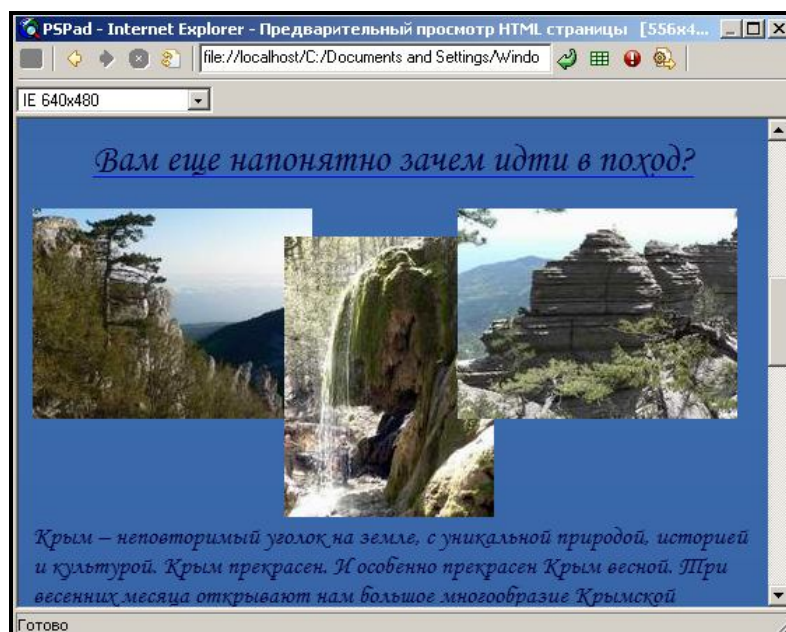 PSPad - Internet Explorer - Предварительный просмотр HTML страницы [556x4...
file://localhost/C:/Documents and Settings/Windo
IE 640x480
Вам еще напонятно зачем идти в поход?
Крым – неповторимый уголок на земле, с уникальной природой, историей
и культурой. Крым прекрасен. И особенно прекрасен Крым весной. Три
весенних месяца открывают нам большое многообразие Крымской
Готово